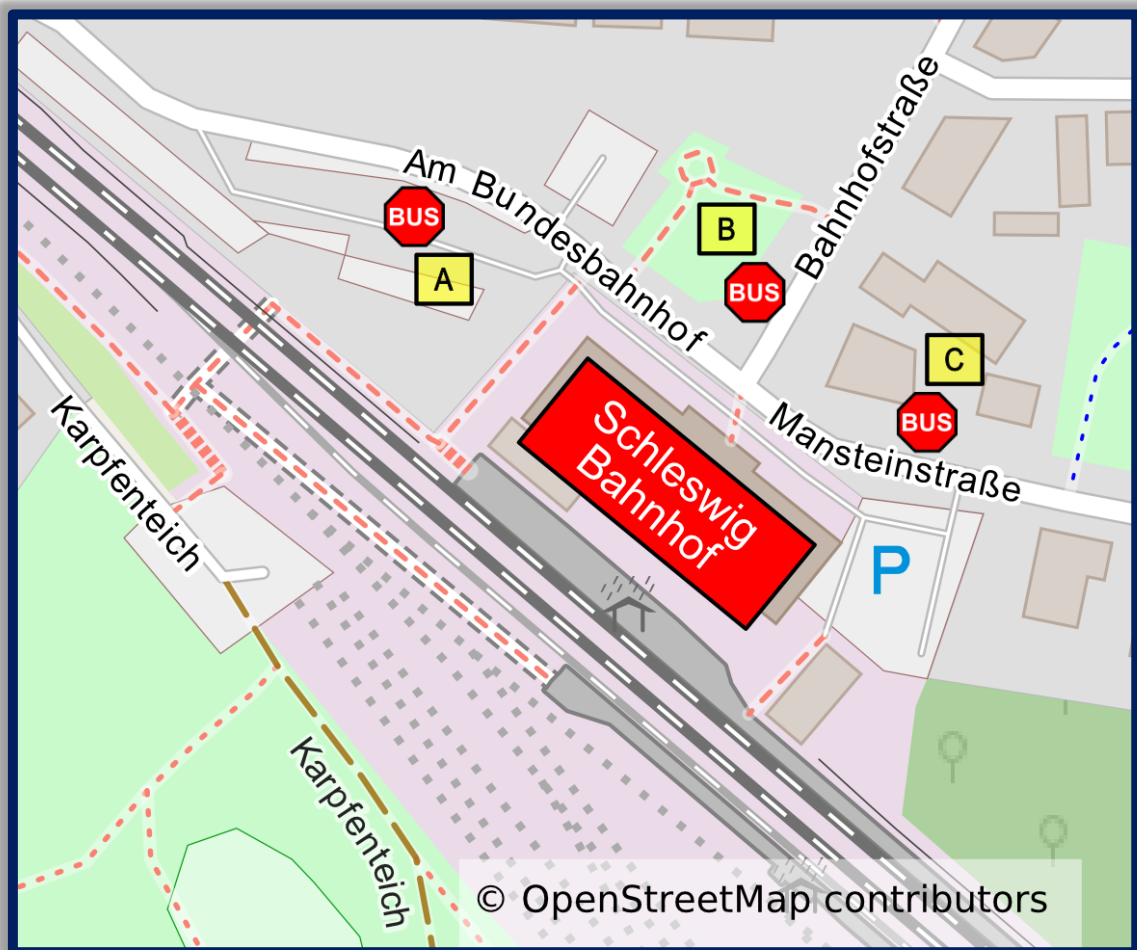 Am Bundesbahnhof
Bahnhofstraße
BUS
A
B
BUS
C
BUS
Schleswig
Bahnhof
Mansteinstraße
Karpfenteich
P
Karpfenteich
© OpenStreetMap contributors